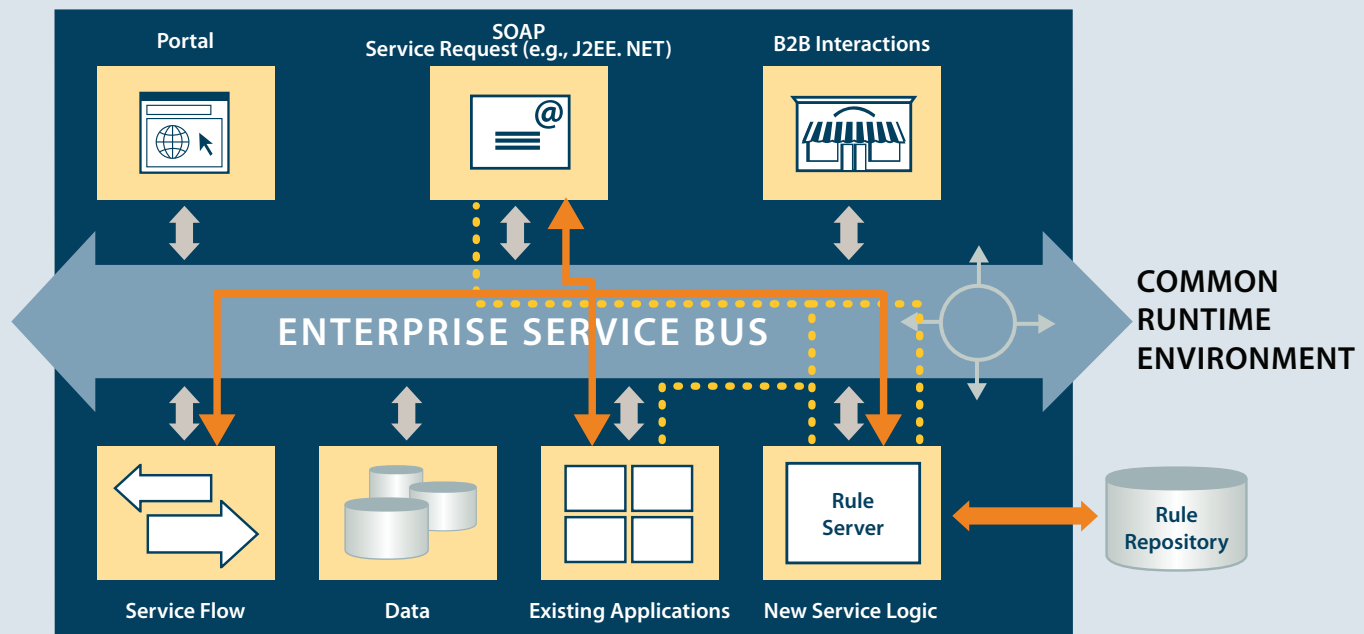 Portal
SOAP
Service Request (e.g., J2EE. NET)
B2B Interactions
@
ENTERPRISE SERVICE BUS
COMMON
RUNTIME
ENVIRONMENT
Rule
Server
Rule
Repository
Service Flow
Data
Existing Applications
New Service Logic